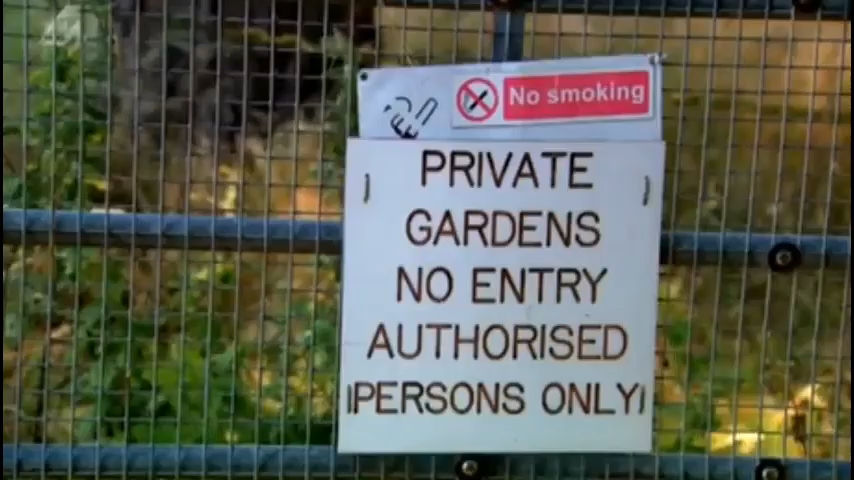 No smoking
PRIVATE
GARDENS
NO ENTRY
AUTHORISED
PERSONS ONLY